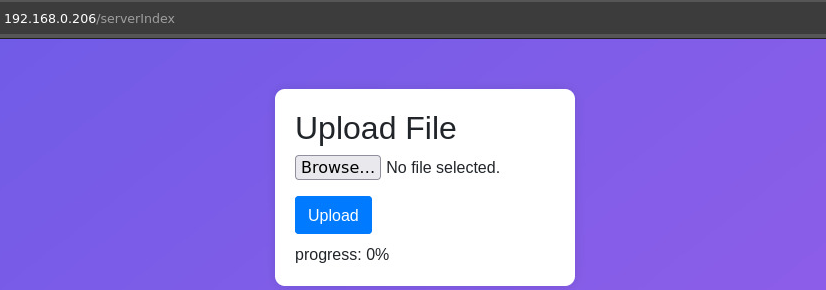 192.168.0.206/serverIndex
Upload File
Browse... No file selected.
Upload
progress: 0%